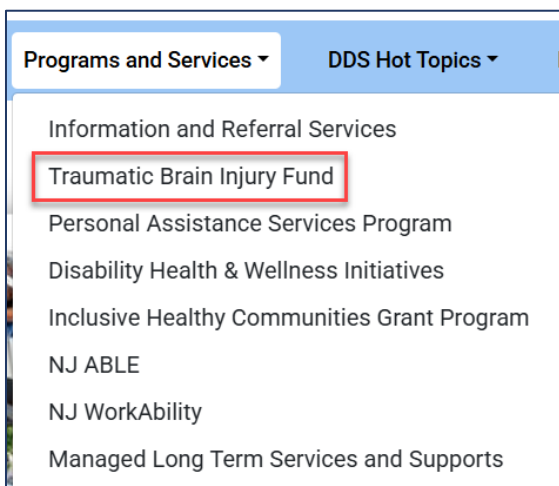 Programs and Services DDS Hot Topics
Information and Referral Services
Traumatic Brain Injury Fund
Personal Assistance Services Program
Disability Health & Wellness Initiatives
Inclusive Healthy Communities Grant Program
NJ ABLE
NJ WorkAbility
Managed Long Term Services and Supports